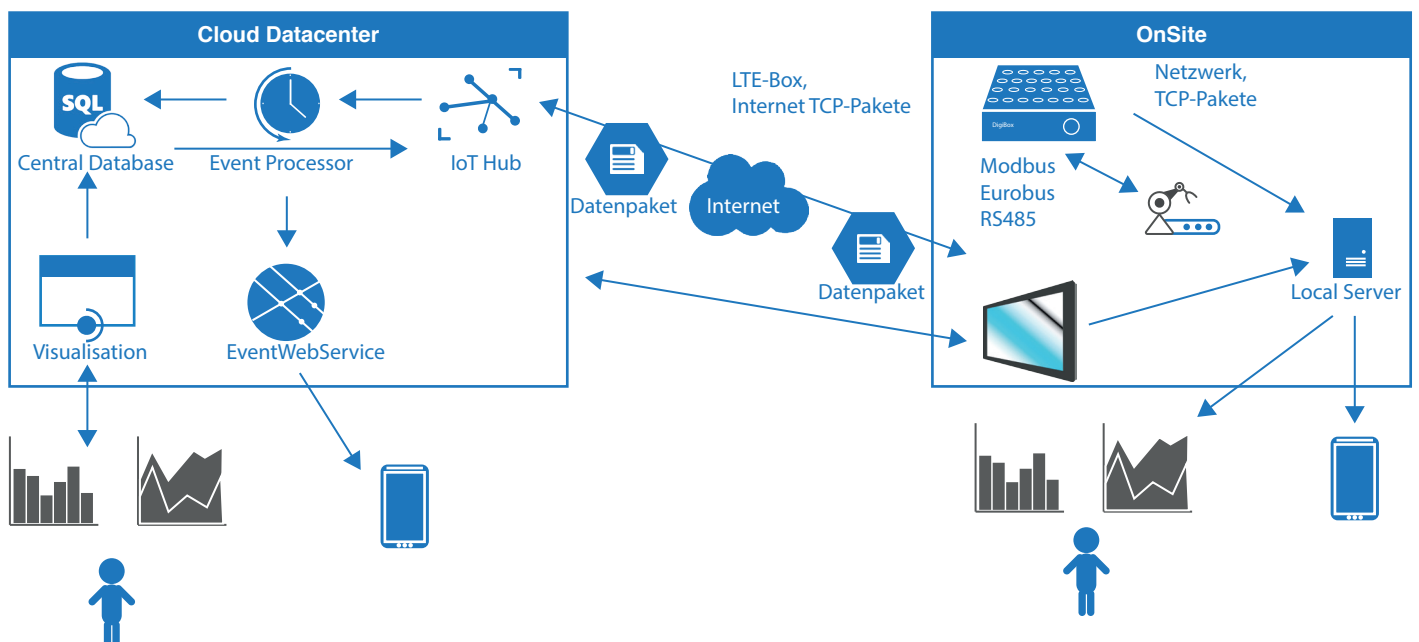 Cloud Datacenter
SQL
Central Database
Event Processor
IoT Hub
Visualisation
EventWebService
LTE-Box,
Internet TCP-Pakete
Datenpaket
Internet
Datenpaket
OnSite
DigiBox
Netzwerk,
TCP-Pakete
Modbus
Eurobus
RS485
Local Server